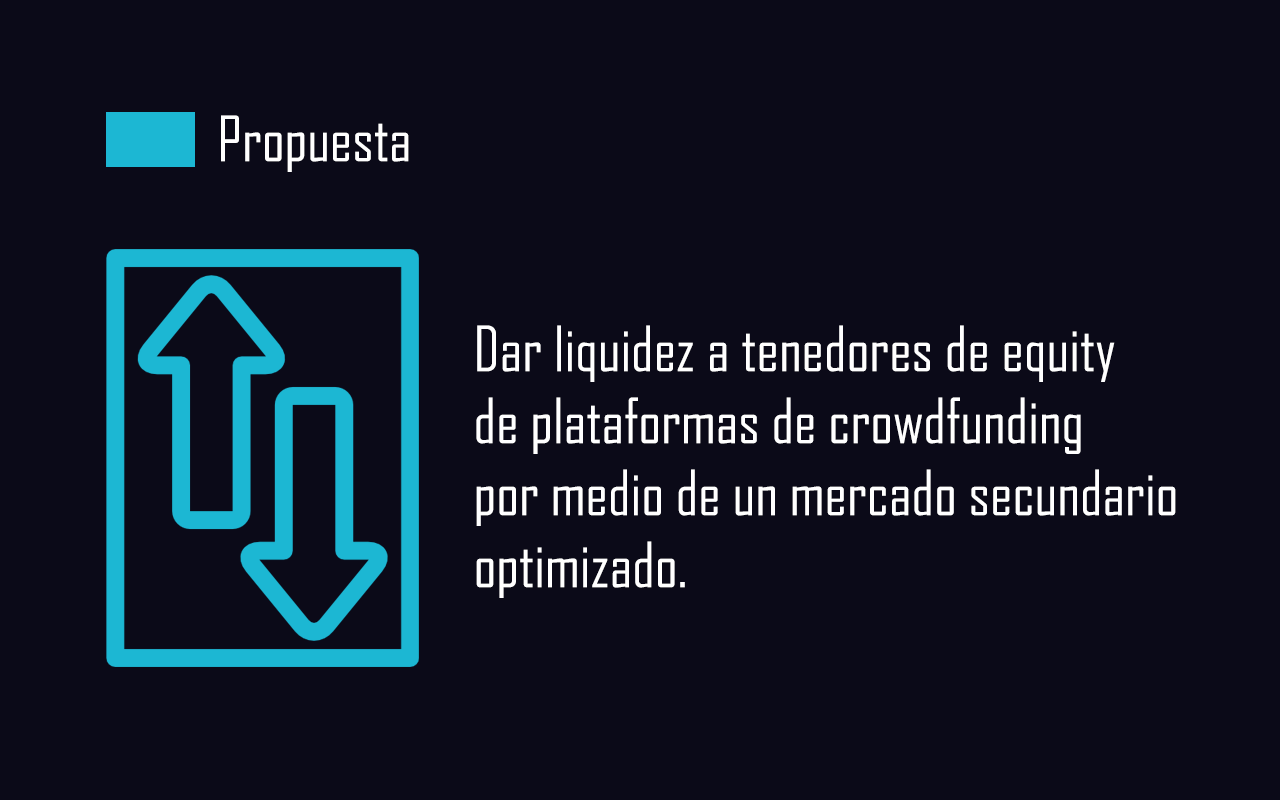 Propuesta
Dar liquidez a tenedores de equity
de plataformas de crowdfunding
por medio de un mercado secundario
optimizado.